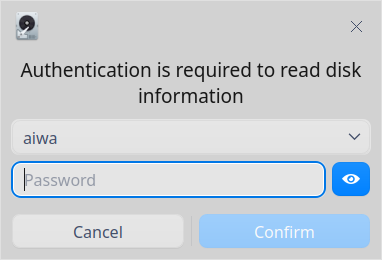 Authentication is required to read disk
information
aiwa
Password
Cancel
Confirm